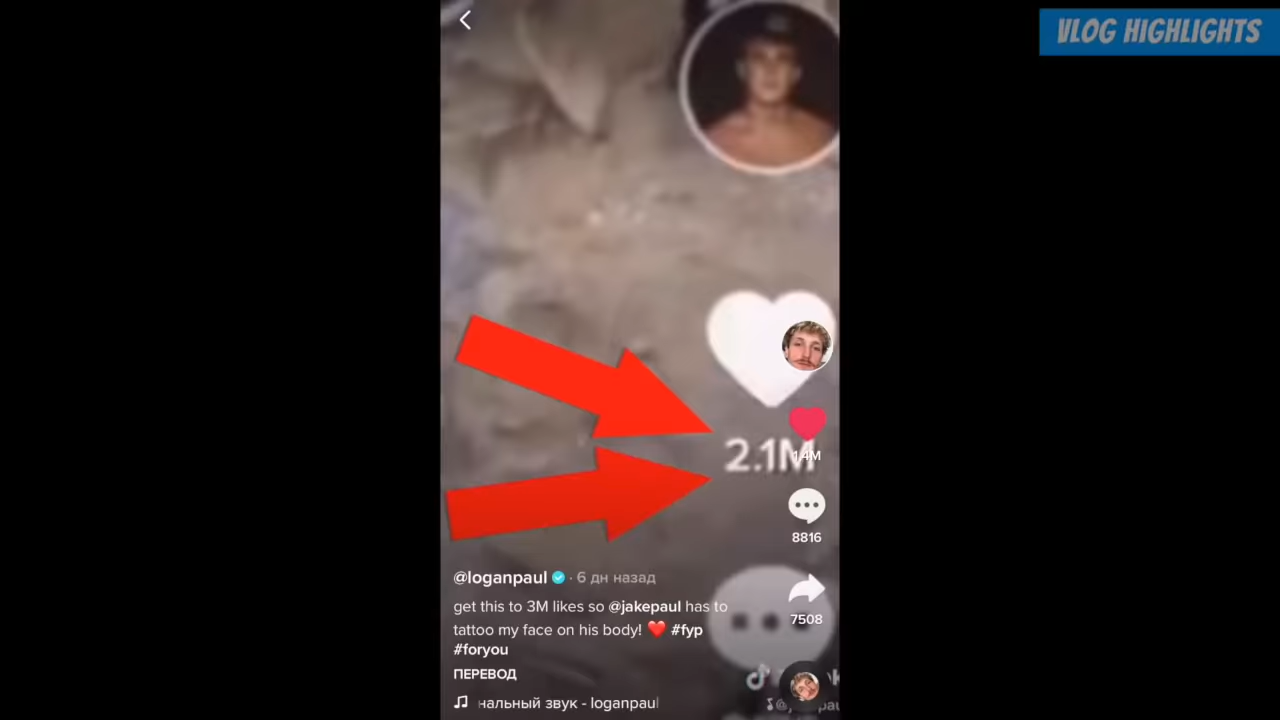 VLOG HIGHLIGHTS
2.1M
1.4M
8816
@loganpaul · 6 дн назад
get this to 3M likes so @jakepaul has to
tattoo my face on his body! ❤️ #fyp
#foryou
7508
ПЕРЕВОД
нальный звук - loganpaul